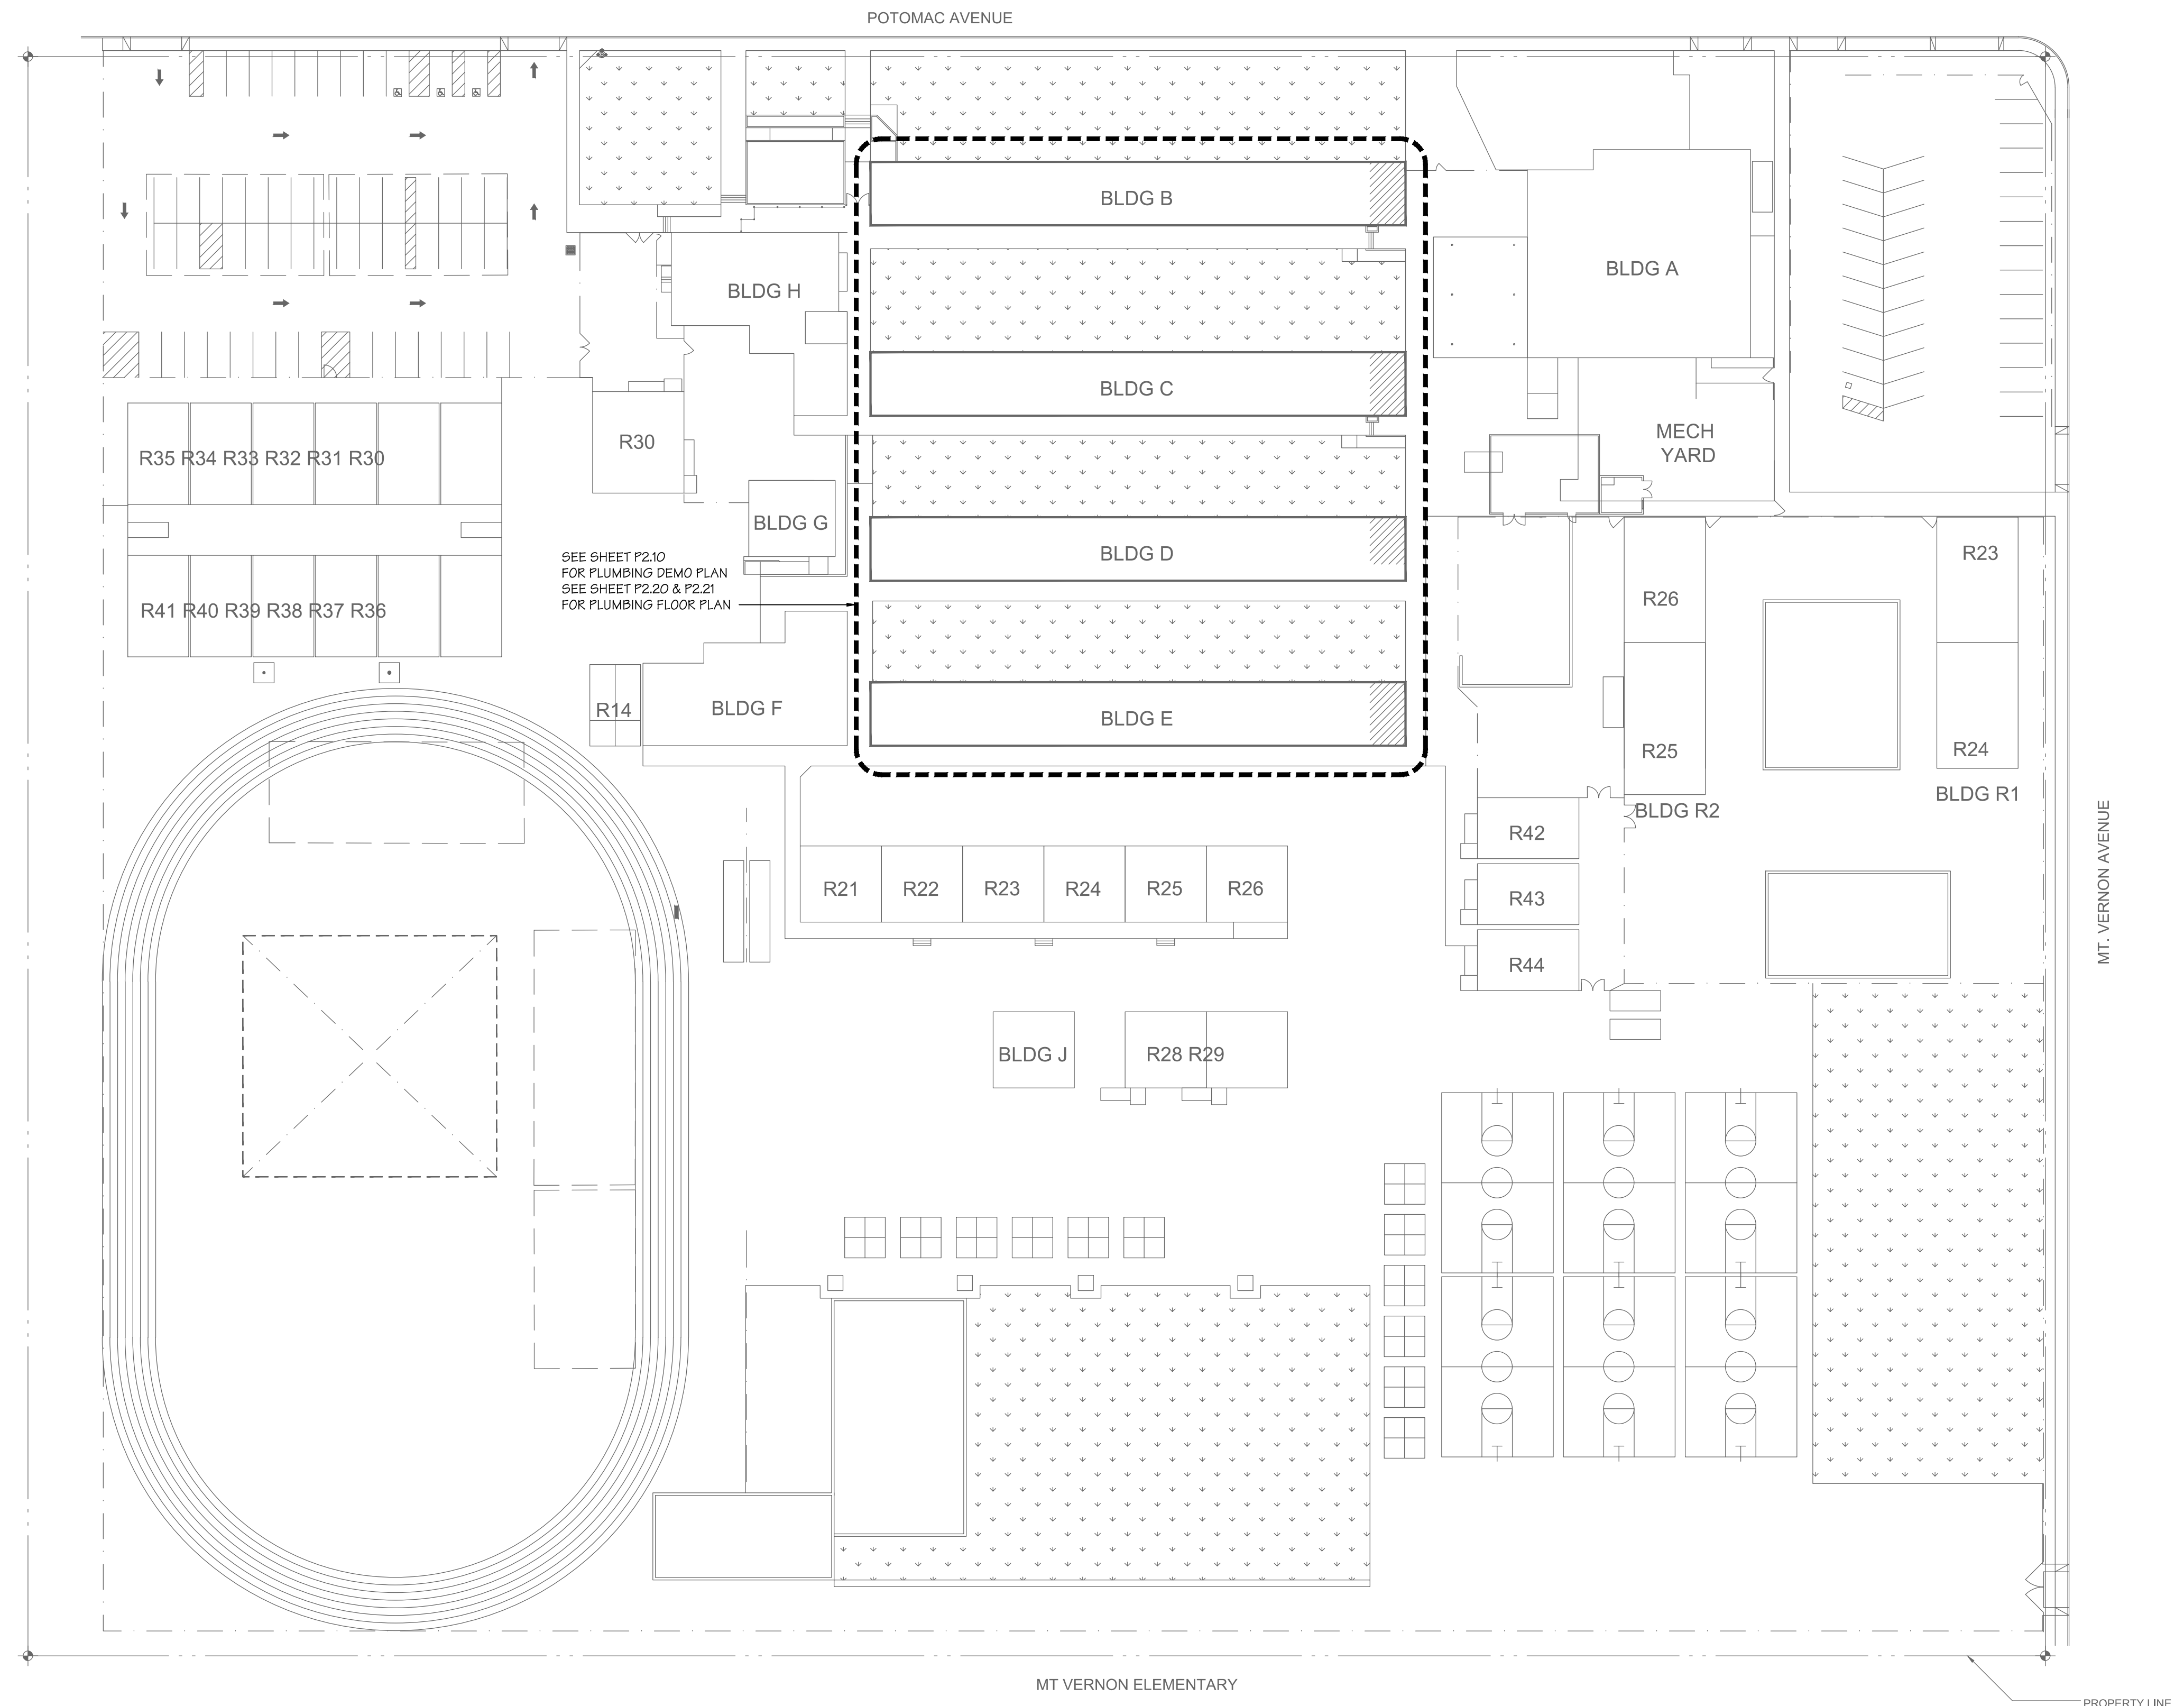 POTOMAC AVENUE
BLDG B
BLDG A
BLDG H
BLDG C
MECH
YARD
R30
R35 R34 R33 R32 R31 R30
BLDG G
BLDG D
R23
SEE SHEET P2.10
FOR PLUMBING DEMO PLAN
SEE SHEET P2.20 & P2.21
FOR PLUMBING FLOOR PLAN
R26
R41 R40 R39 R38 R37 R36
R14
BLDG F
BLDG E
R25
R24
BLDG R1
BLDG R2
R42
MT. VERNON AVENUE
R21
R22
R23
R24
R25
R26
R43
R44
BLDG J
R28 R29
MT VERNON ELEMENTARY
PROPERTY LINE